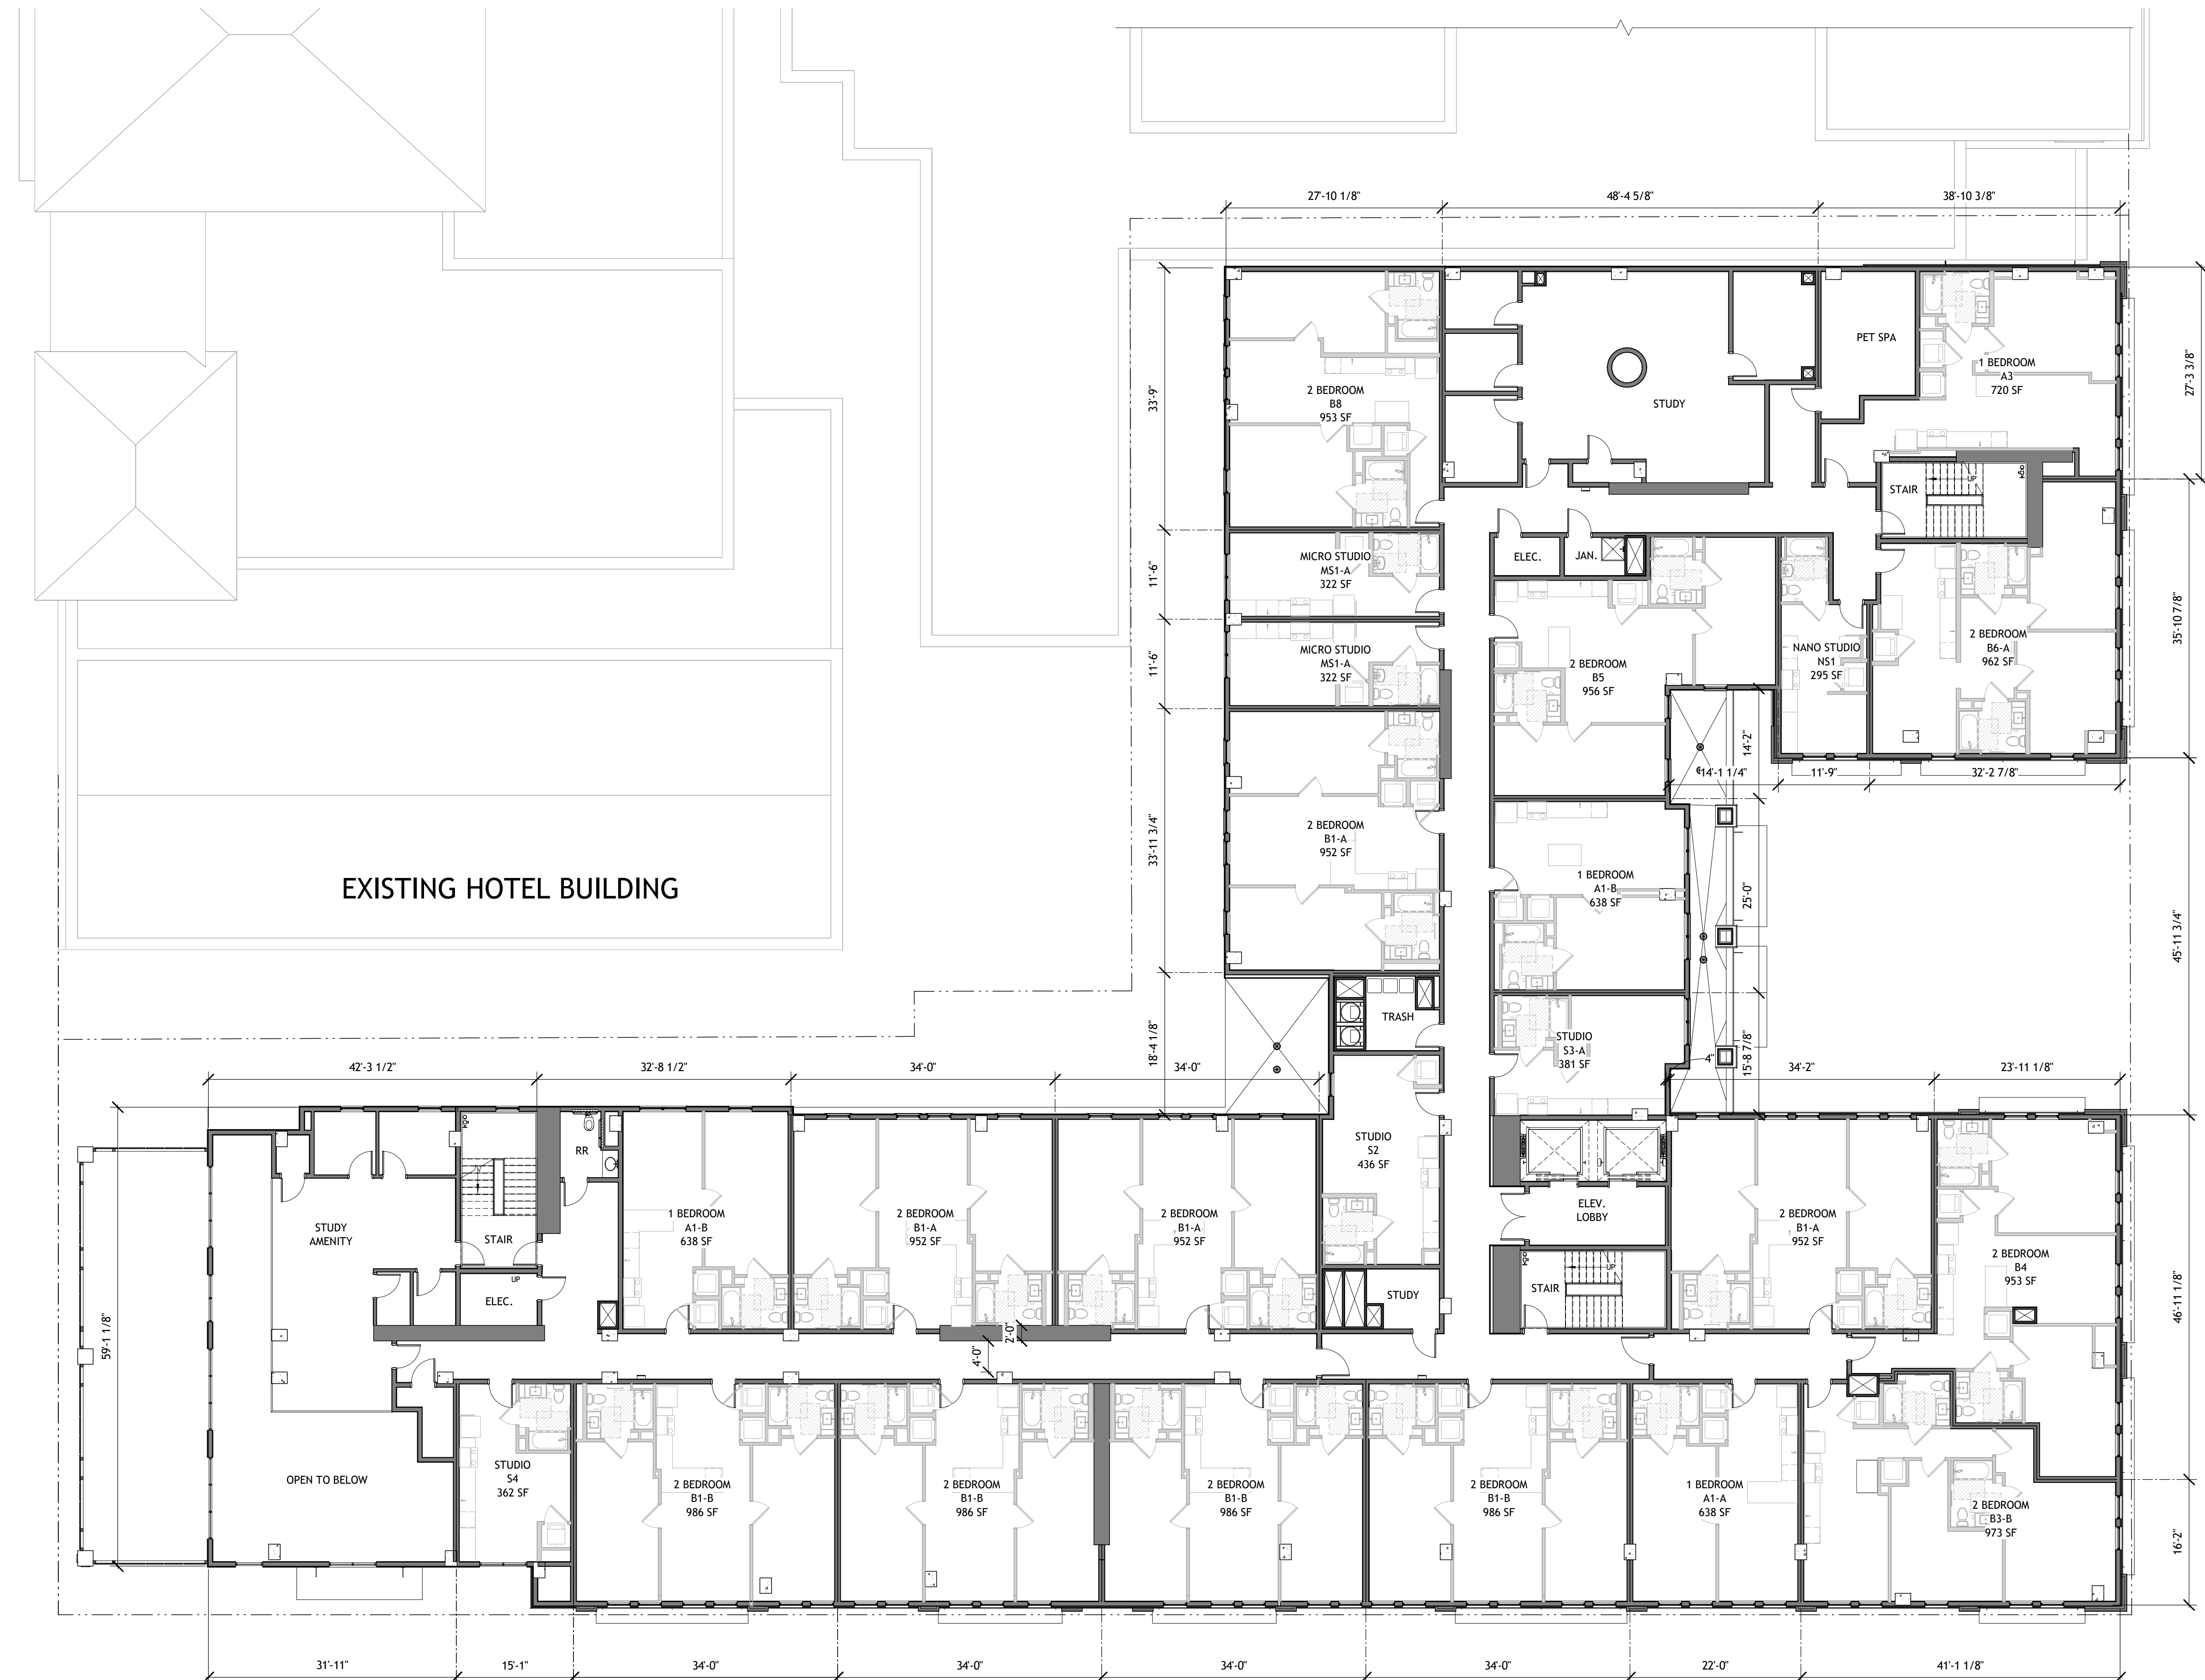 27'-10 1/8"
48'-4 5/8"
38'-10 3/8"
33'-9"
11'-6"
11'-6"
33'-11 3/4"
18'-4 1/8"
27'-3 3/8"
35'-10 7/8"
45'-11 3/4"
46'-11 1/8"
16'-2"
2 BEDROOM
B8
953 SF
STUDY
PET SPA
1 BEDROOM
A3
720 SF
STAIR
UP
MICRO STUDIO
MS1-A
322 SF
ELEC.
JAN.
MICRO STUDIO
MS1-A
322 SF
2 BEDROOM
B5
956 SF
NANO STUDIO
NS1
295 SF
2 BEDROOM
B6-A
962 SF
14'-2"
14'-1 1/4"
11'-9"
32'-2 7/8"
2 BEDROOM
B1-A
952 SF
1 BEDROOM
A1-B
638 SF
25'-0"
EXISTING HOTEL BUILDING
TRASH
STUDIO
S3-A
381 SF
4"
15'-8 7/8"
42'-3 1/2"
32'-8 1/2"
34'-0"
34'-0"
34'-2"
23'-11 1/8"
59'-1 1/8"
STUDY
AMENITY
STAIR
UP
ELEC.
RR
1 BEDROOM
A1-B
638 SF
2 BEDROOM
B1-A
952 SF
2 BEDROOM
B1-A
952 SF
STUDIO
S2
436 SF
STUDY
ELEV.
LOBBY
STAIR
UP
2 BEDROOM
B1-A
952 SF
2 BEDROOM
B4
953 SF
2'-0"
4'-0"
OPEN TO BELOW
STUDIO
S4
362 SF
2 BEDROOM
B1-B
986 SF
2 BEDROOM
B1-B
986 SF
2 BEDROOM
B1-B
986 SF
2 BEDROOM
B1-B
986 SF
1 BEDROOM
A1-A
638 SF
2 BEDROOM
B3-B
973 SF
31'-11"
15'-1"
34'-0"
34'-0"
34'-0"
34'-0"
22'-0"
41'-1 1/8"